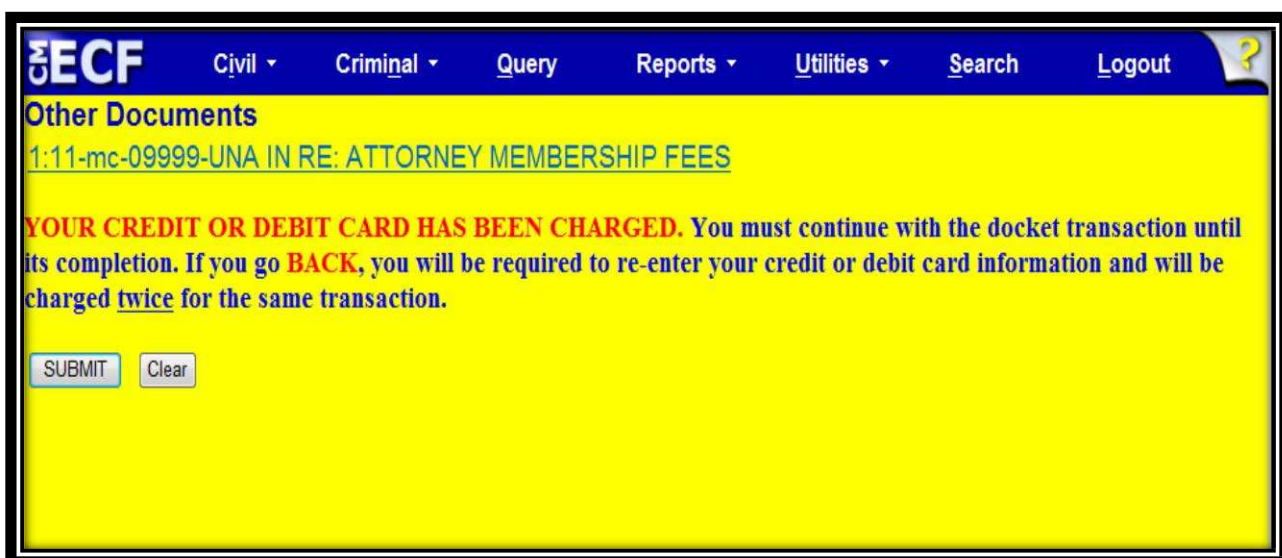 CM ECF Civil Criminal Query Reports Utilities Search Logout ?
Other Documents
1:11-mc-09999-UNA IN RE: ATTORNEY MEMBERSHIP FEES
YOUR CREDIT OR DEBIT CARD HAS BEEN CHARGED. You must continue with the docket transaction until
its completion. If you go BACK, you will be required to re-enter your credit or debit card information and will be
charged twice for the same transaction.
SUBMIT Clear